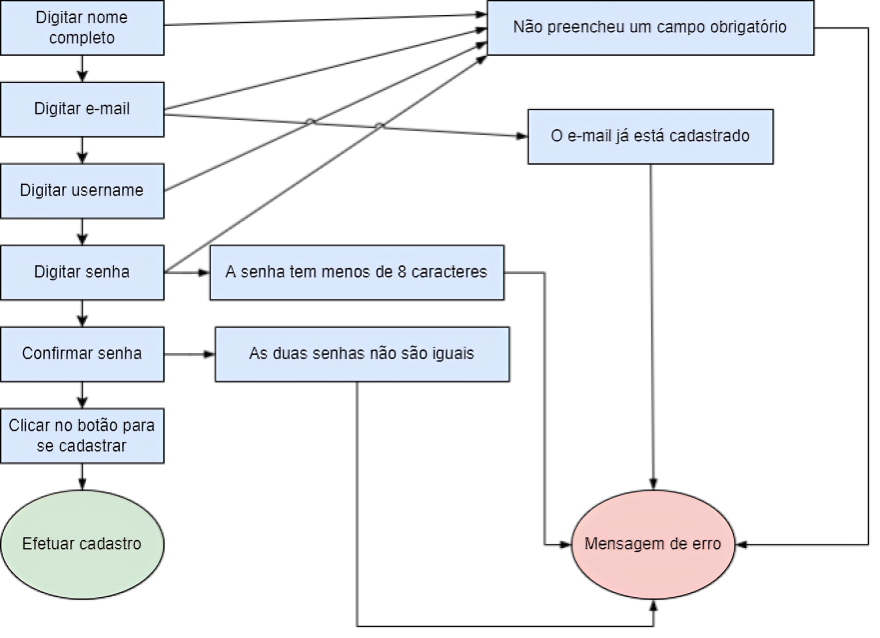 Digitar nome
completo
Não preencheu um campo obrigatório
Digitar e-mail
O e-mail já está cadastrado
Digitar username
Digitar senha
A senha tem menos de 8 caracteres
Confirmar senha
As duas senhas não são iguais
Clicar no botão para
se cadastrar
Efetuar cadastro
Mensagem de erro